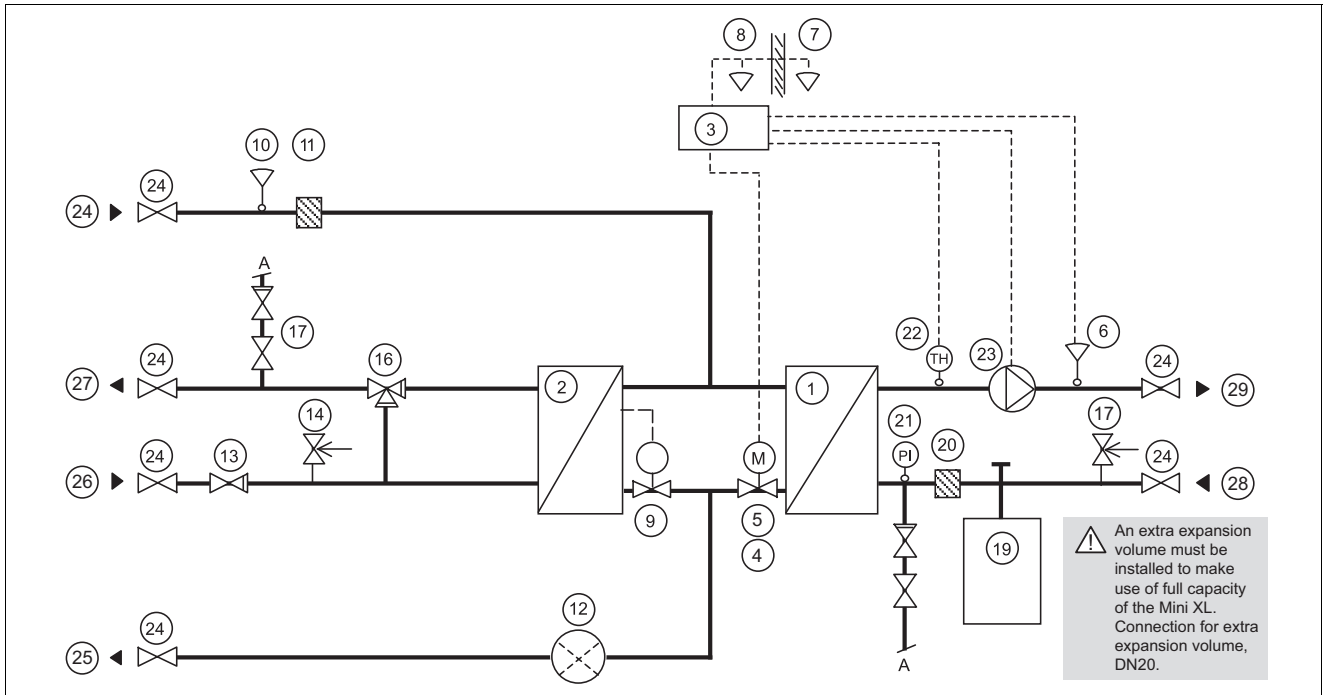 8 7
3
10 11
24
24
A
17
22
TH
23
6
24
16
24
27
2
1
29
14
21
17
24
13
20
24
26
M
PI
28
9
5
4
19
An extra expansion
volume must be
installed to make
use of full capacity
of the Mini XL.
Connection for extra
expansion volume,
DN20.
12
24
25
A